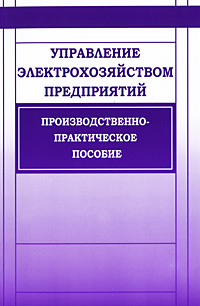 УПРАВЛЕНИЕ
ЭЛЕКТРОХОЗЯЙСТВОМ
ПРЕДПРИЯТИЙ
ПРОИЗВОДСТВЕННО-
ПРАКТИЧЕСКОЕ
ПОСОБИЕ